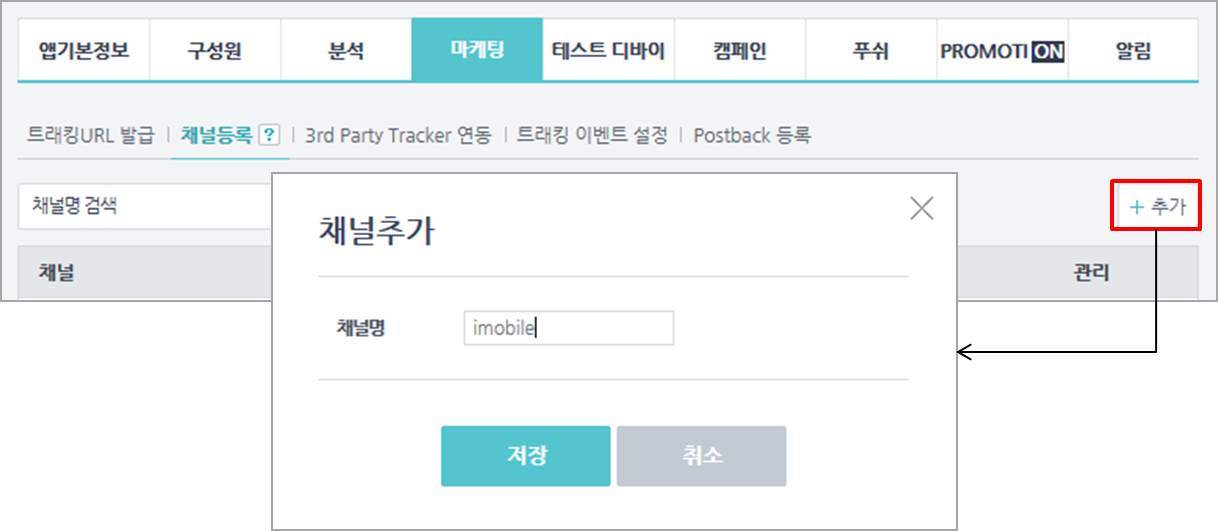 앱기본정보 구성원 분석 마케팅 테스트 디바이 캠페인 푸쉬 PROMOTION 알림
트래킹URL 발급 | 채널등록 ? | 3rd Party Tracker 연동 | 트래킹 이벤트 설정 | Postback 등록
채널명 검색 + 추가
채널 관리
채널추가
채널명 imobile
저장 취소